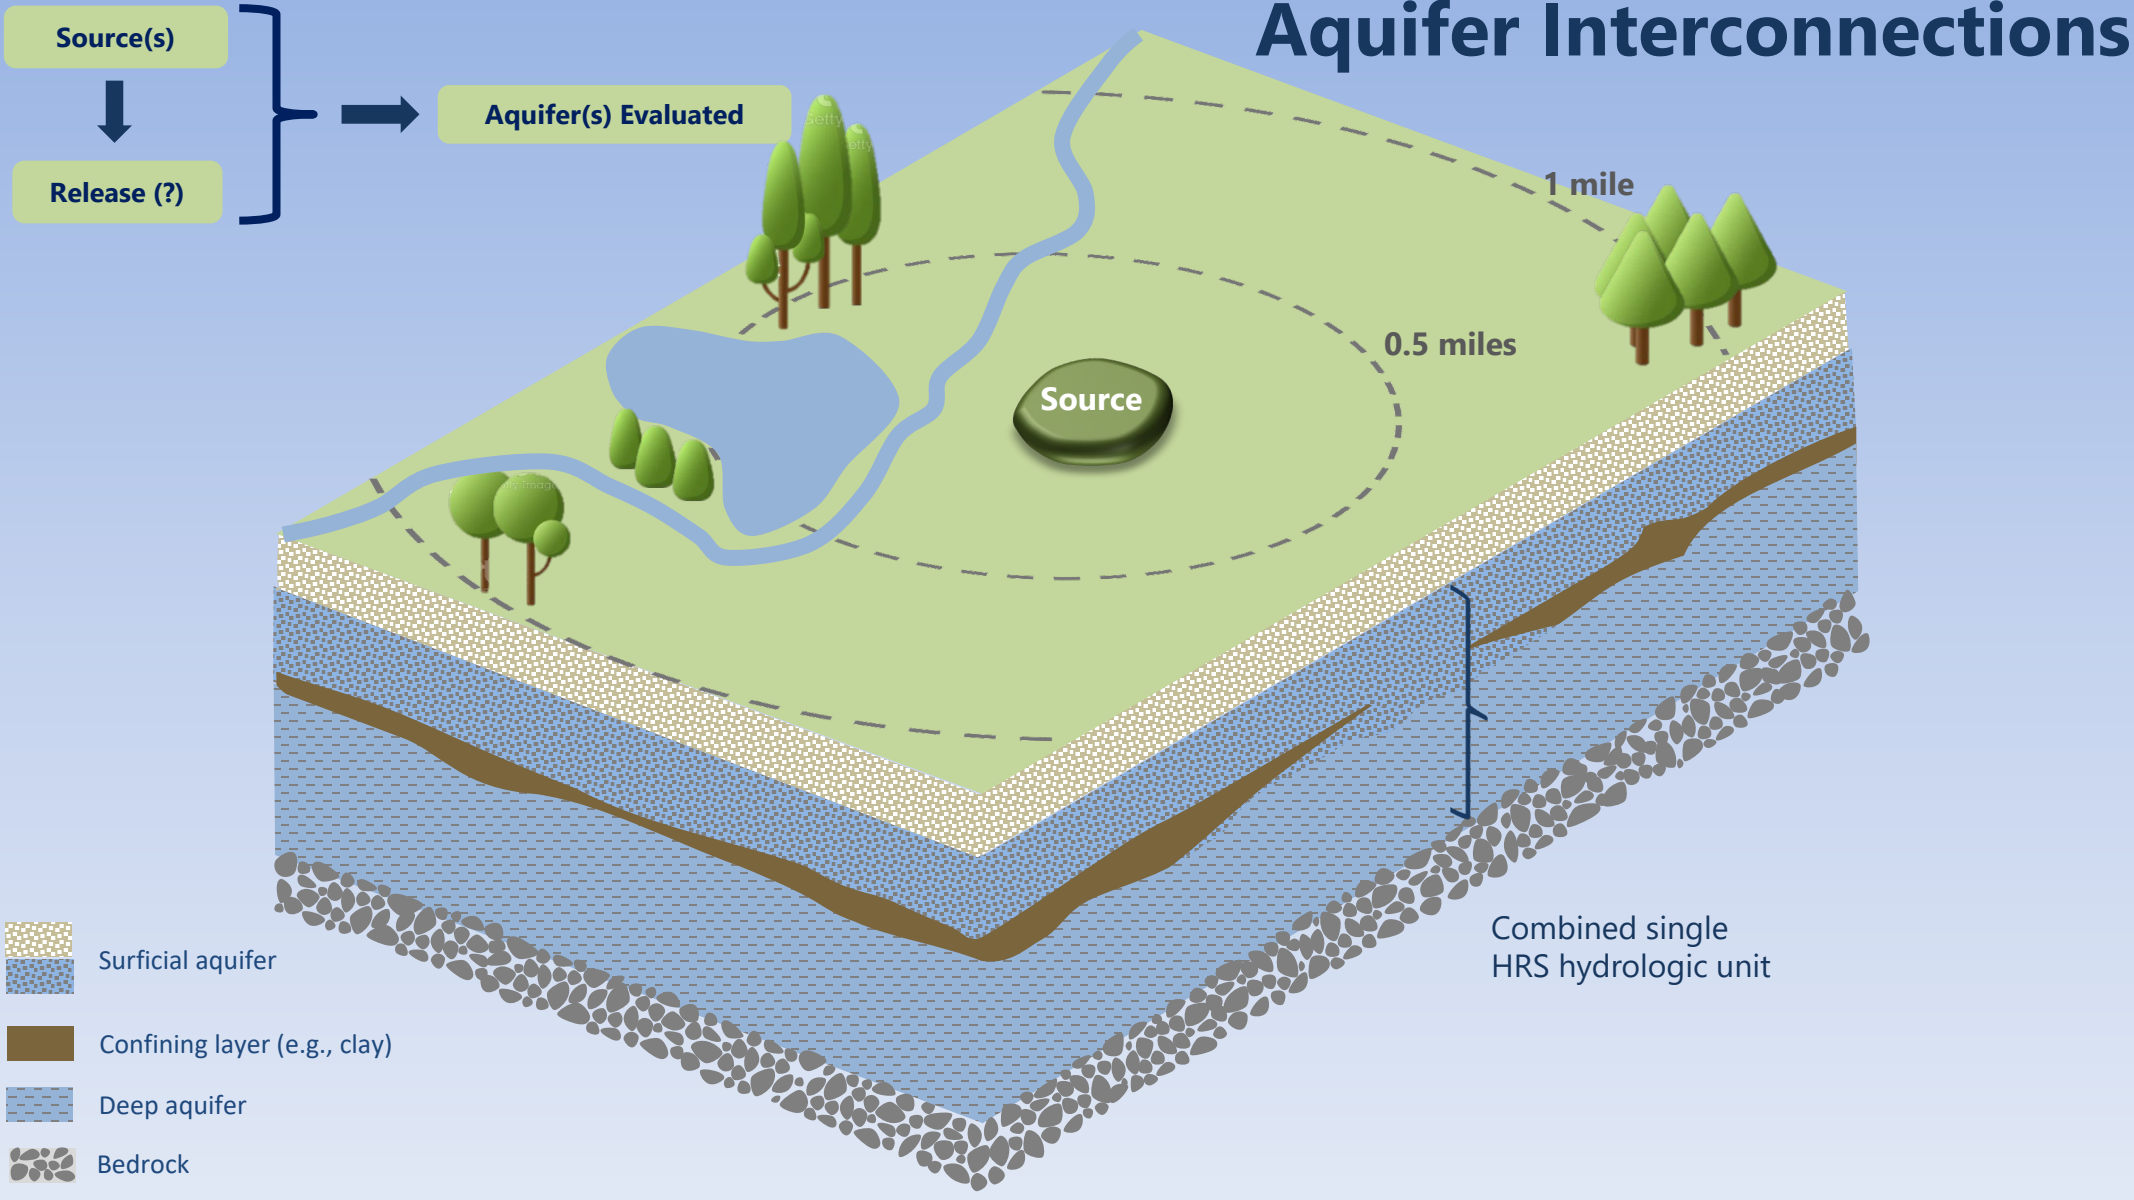 Aquifer Interconnections
Source(s)
Aquifer(s) Evaluated
Release (?)
1 mile
0.5 miles
Source
Combined single
HRS hydrologic unit
Surficial aquifer
Confining layer (e.g., clay)
Deep aquifer
Bedrock